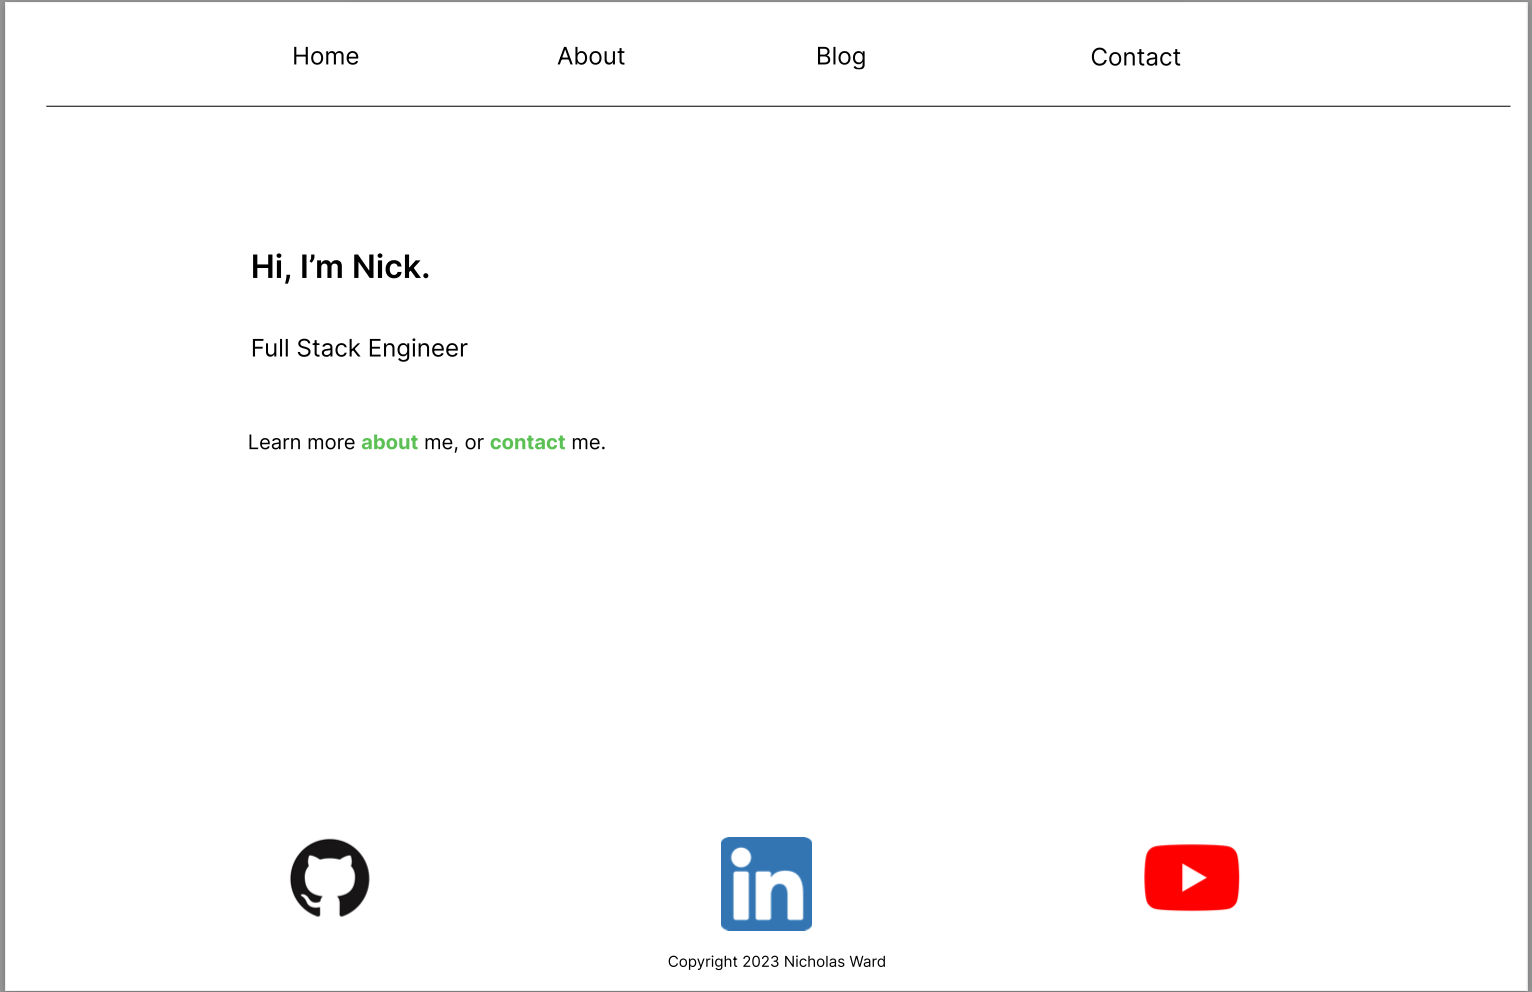 Home About Blog Contact
Hi, I’m Nick.
Full Stack Engineer
Learn more about me, or contact me.
in
Copyright 2023 Nicholas Ward